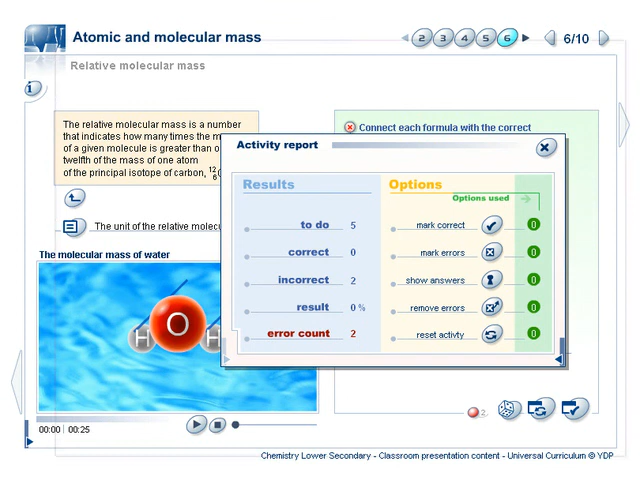 Atomic and molecular mass
2 3 4 5 6
6/10
Relative molecular mass
i
The relative molecular mass is a number
that indicates how many times the m
of a given molecule is greater than o
twelfth of the mass of one atom
of the principal isotope of carbon, 12 6
The unit of the relative molecu
The molecular mass of water
H O H
00:00 00:25
Connect each formula with the correct
Activity report
Results
to do 5
correct 0
incorrect 2
result 0 %
error count 2
Options
Options used
mark correct 0
mark errors 0
show answers 0
remove errors 0
reset activty 0
2
Chemistry Lower Secondary - Classroom presentation content - Universal Curriculum © YDP